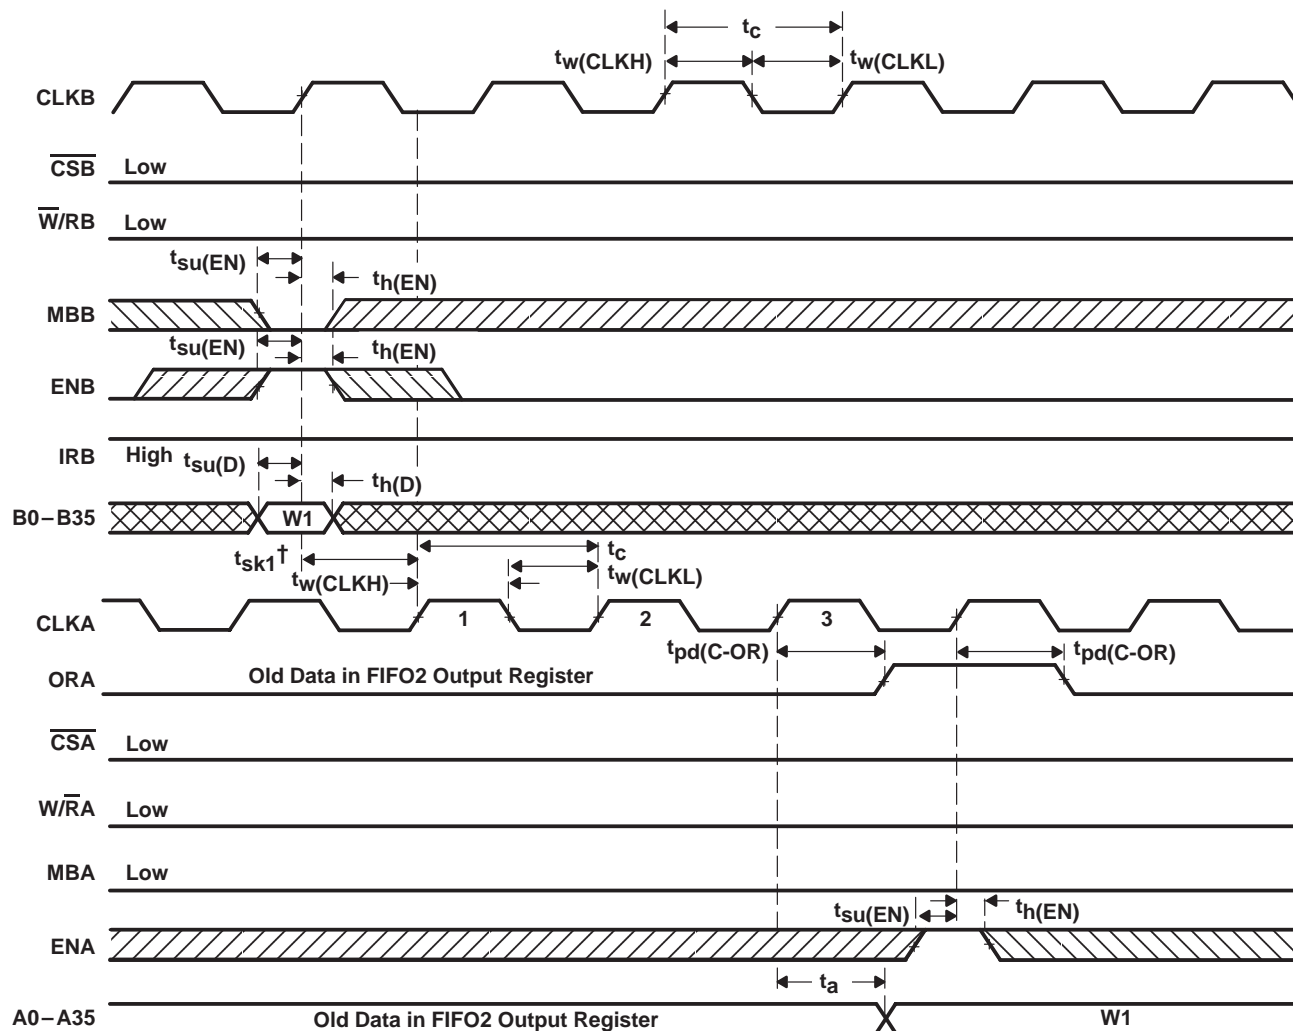 tc
tw(CLKH)
tw(CLKL)
CLKB
CSB
Low
W/RB
Low
tsu(EN)
th(EN)
MBB
tsu(EN)
th(EN)
ENB
IRB
High
tsu(D)
th(D)
B0–B35
W1
tsk1†
tc
tw(CLKH)
tw(CLKL)
CLKA
1
2
3
tpd(C-OR)
tpd(C-OR)
ORA
Old Data in FIFO2 Output Register
CSA
Low
W/RA
Low
MBA
Low
tsu(EN)
th(EN)
ENA
ta
A0–A35
Old Data in FIFO2 Output Register
W1